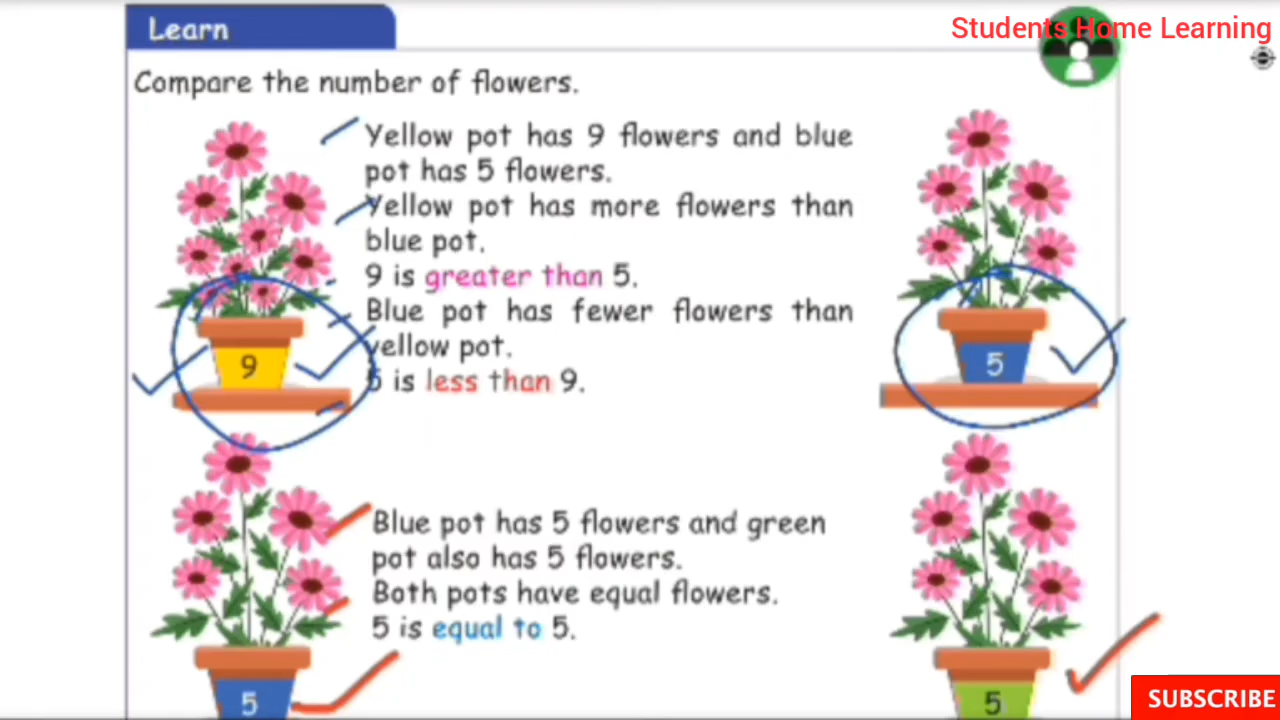 Learn
Students Home Learning
Compare the number of flowers.
Yellow pot has 9 flowers and blue
pot has 5 flowers.
Yellow pot has more flowers than
blue pot.
9 is greater than 5.
Blue pot has fewer flowers than
yellow pot.
5 is less than 9.
9
5
Blue pot has 5 flowers and green
pot also has 5 flowers.
Both pots have equal flowers.
5 is equal to 5.
5
5
SUBSCRIBE